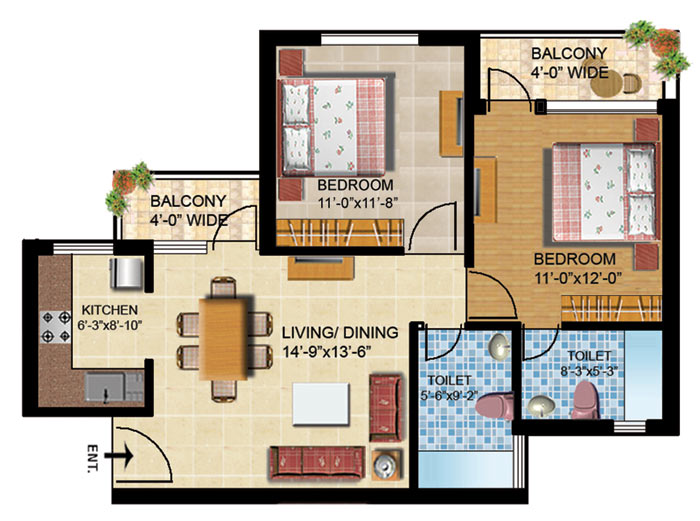 BALCONY
4'-0" WIDE
BEDROOM
11'-0"x11'-8"
BALCONY
4'-0" WIDE
BEDROOM
11'-0"x12'-0"
KITCHEN
6'-3"x8'-10"
LIVING/ DINING
14'-9"x13'-6"
TOILET
5'-6"x9'-2"
TOILET
8'-3"x5'-3"
ENT.